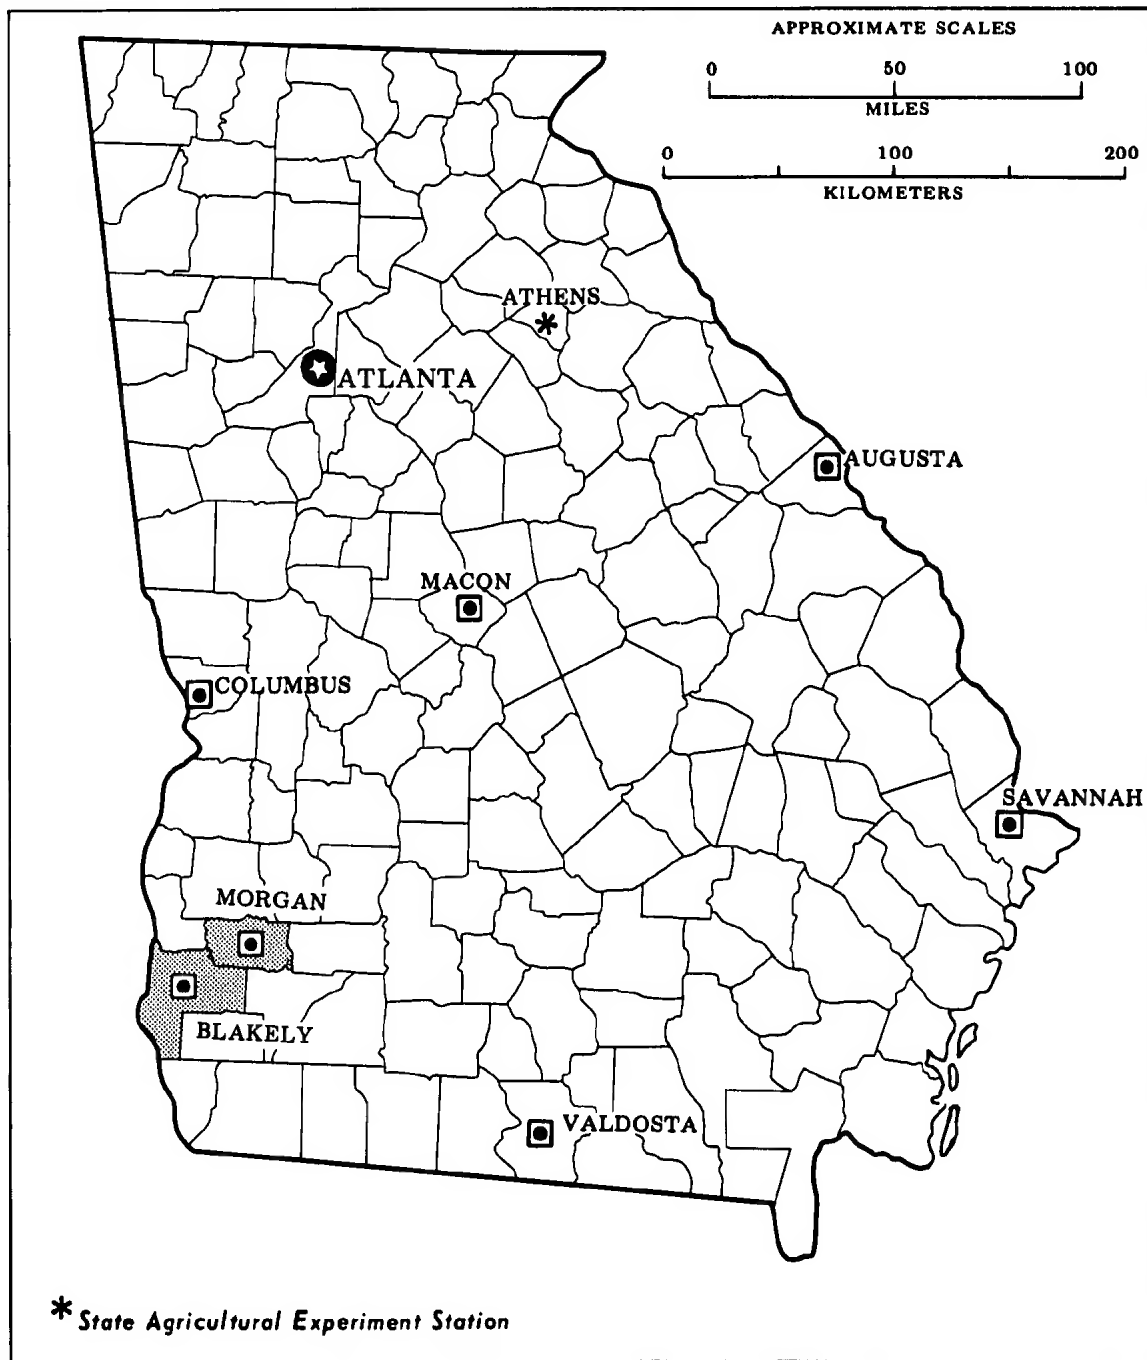 APPROXIMATE SCALES
0 50 100
MILES
0 100 200
KILOMETERS
ATHENS
ATLANTA
AUGUSTA
MACON
COLUMBUS
SAVANNAH
MORGAN
BLAKELY
VALDOSTA
* State Agricultural Experiment Station